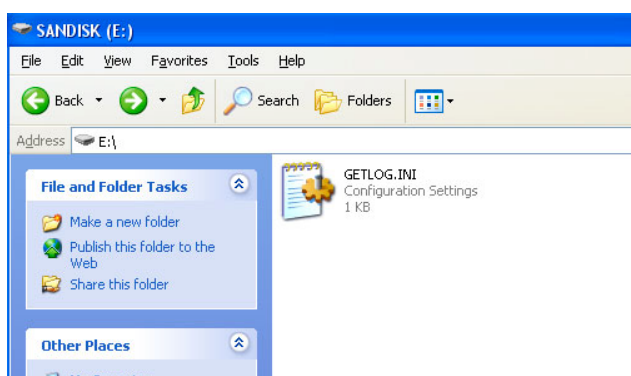 SANDISK (E:)
File Edit View Favorites Tools Help
Back Search Folders
Address E:\
File and Folder Tasks
Make a new folder
Publish this folder to the
Web
Share this folder
Other Places
GETLOG.INI
Configuration Settings
1 KB